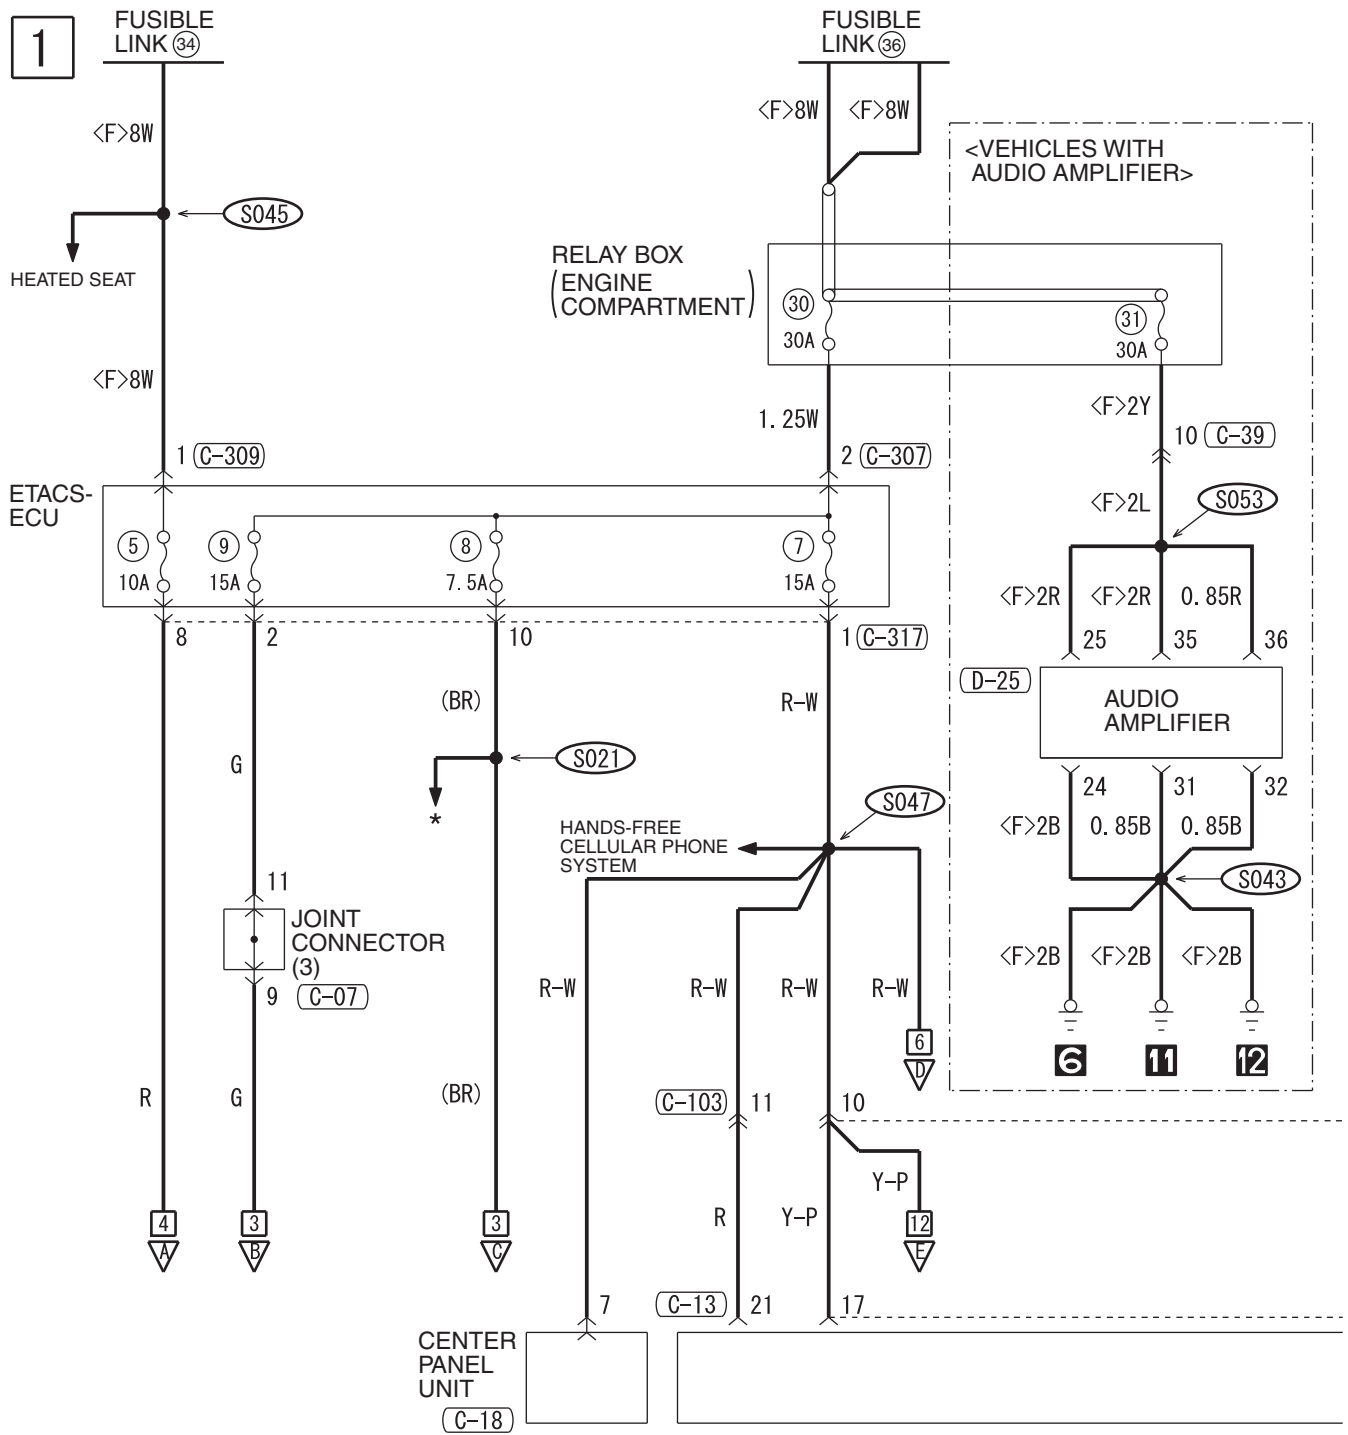 1
FUSIBLE
LINK 34
FUSIBLE
LINK 36
<F>8W
<F>8W
<F>8W
<VEHICLES WITH
AUDIO AMPLIFIER>
S045
HEATED SEAT
RELAY BOX
(ENGINE
COMPARTMENT)
30
30A
31
30A
<F>8W
1.25W
<F>2Y
1 C-309
2 C-307
10 C-39
ETACS-
ECU
<F>2L
S053
5
10A
9
15A
8
7.5A
7
15A
<F>2R
<F>2R
0.85R
8
2
10
1 C-317
25
35
36
D-25
AUDIO
AMPLIFIER
(BR)
R-W
G
S021
*
24
31
32
S047
HANDS-FREE
CELLULAR PHONE
SYSTEM
<F>2B
0.85B
0.85B
S043
11
JOINT
CONNECTOR
(3)
9 C-07
<F>2B
<F>2B
<F>2B
R-W
R-W
R-W
R-W
6
D
6
11
12
R
G
(BR)
C-103 11
10
Y-P
R
Y-P
4
A
3
B
3
C
12
E
7
C-13 21
17
CENTER
PANEL
UNIT
C-18